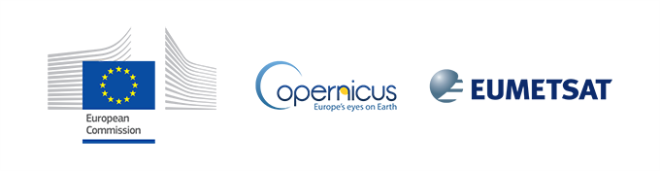 European
Commission
opernicus
Europe's eyes on Earth
EUMETSAT